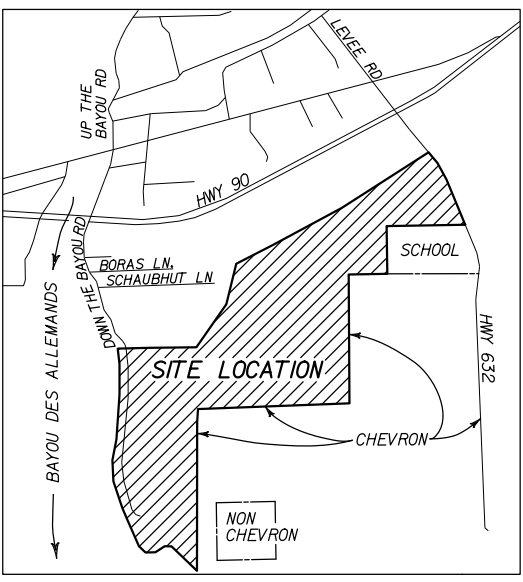 LEVEE RD
UP THE
BAYOU RD
HWY 90
SCHOOL
BORAS LN.
SCHAUBHUT LN
DOWN THE BAYOU RD
BAYOU DES ALLEMANDS
HWY 632
SITE LOCATION
CHEVRON
NON
CHEVRON